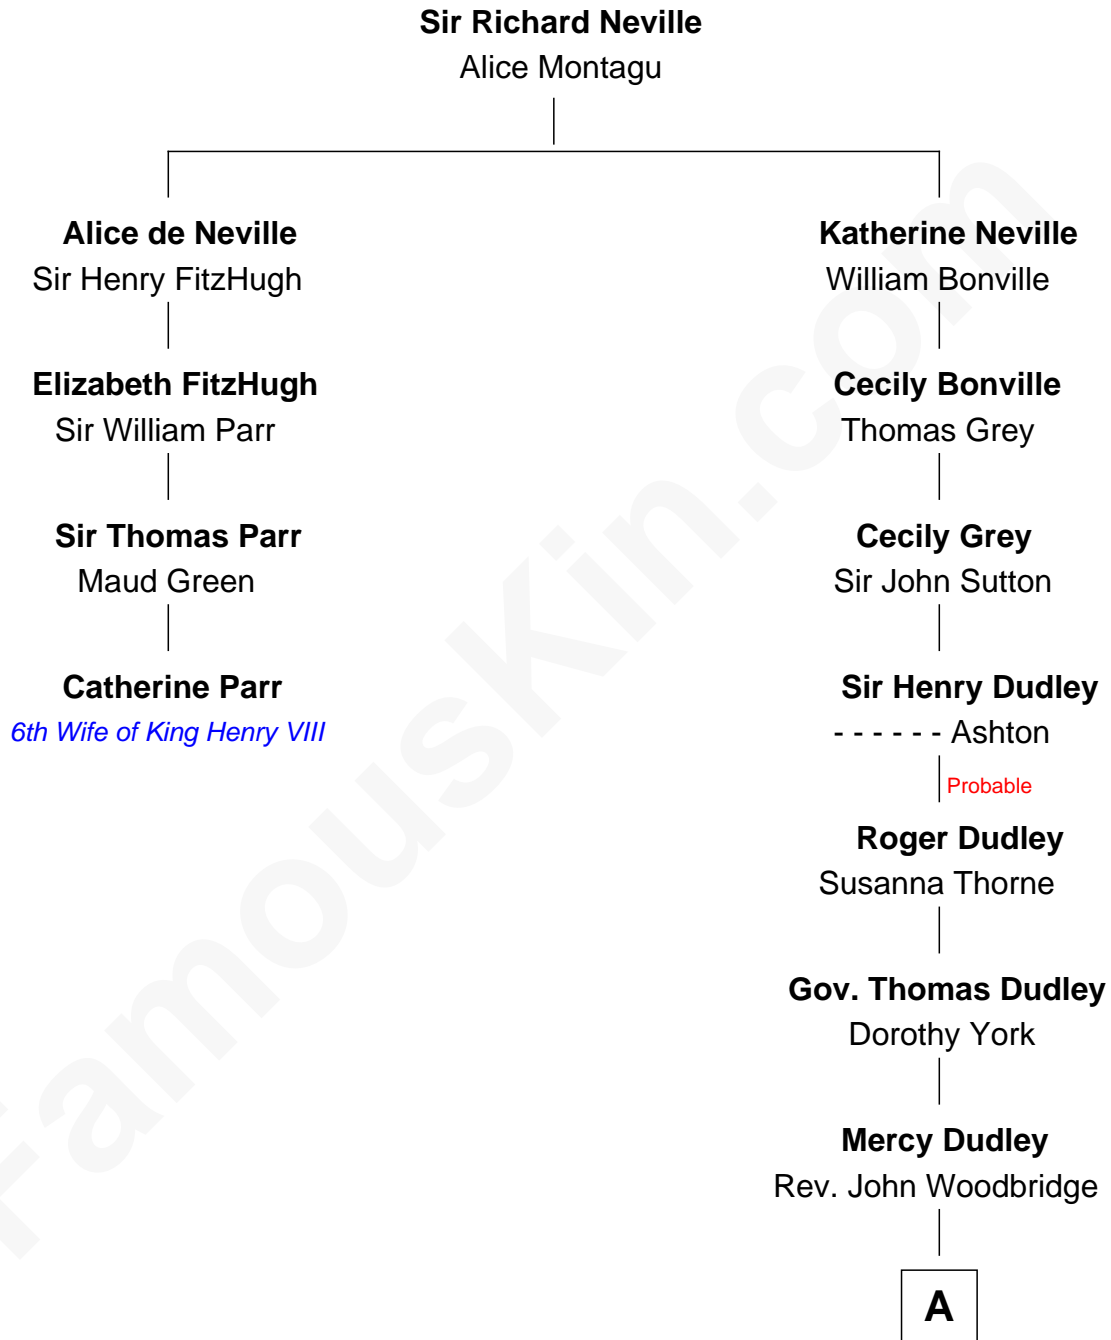 Sir Richard Neville
Alice Montagu
Alice de Neville
Sir Henry FitzHugh
Elizabeth FitzHugh
Sir William Parr
Sir Thomas Parr
Maud Green
Catherine Parr
6th Wife of King Henry VIII
Katherine Neville
William Bonville
Cecily Bonville
Thomas Grey
Cecily Grey
Sir John Sutton
Sir Henry Dudley
- - - - - - Ashton
Probable
Roger Dudley
Susanna Thorne
Gov. Thomas Dudley
Dorothy York
Mercy Dudley
Rev. John Woodbridge
A
FamousKin.com